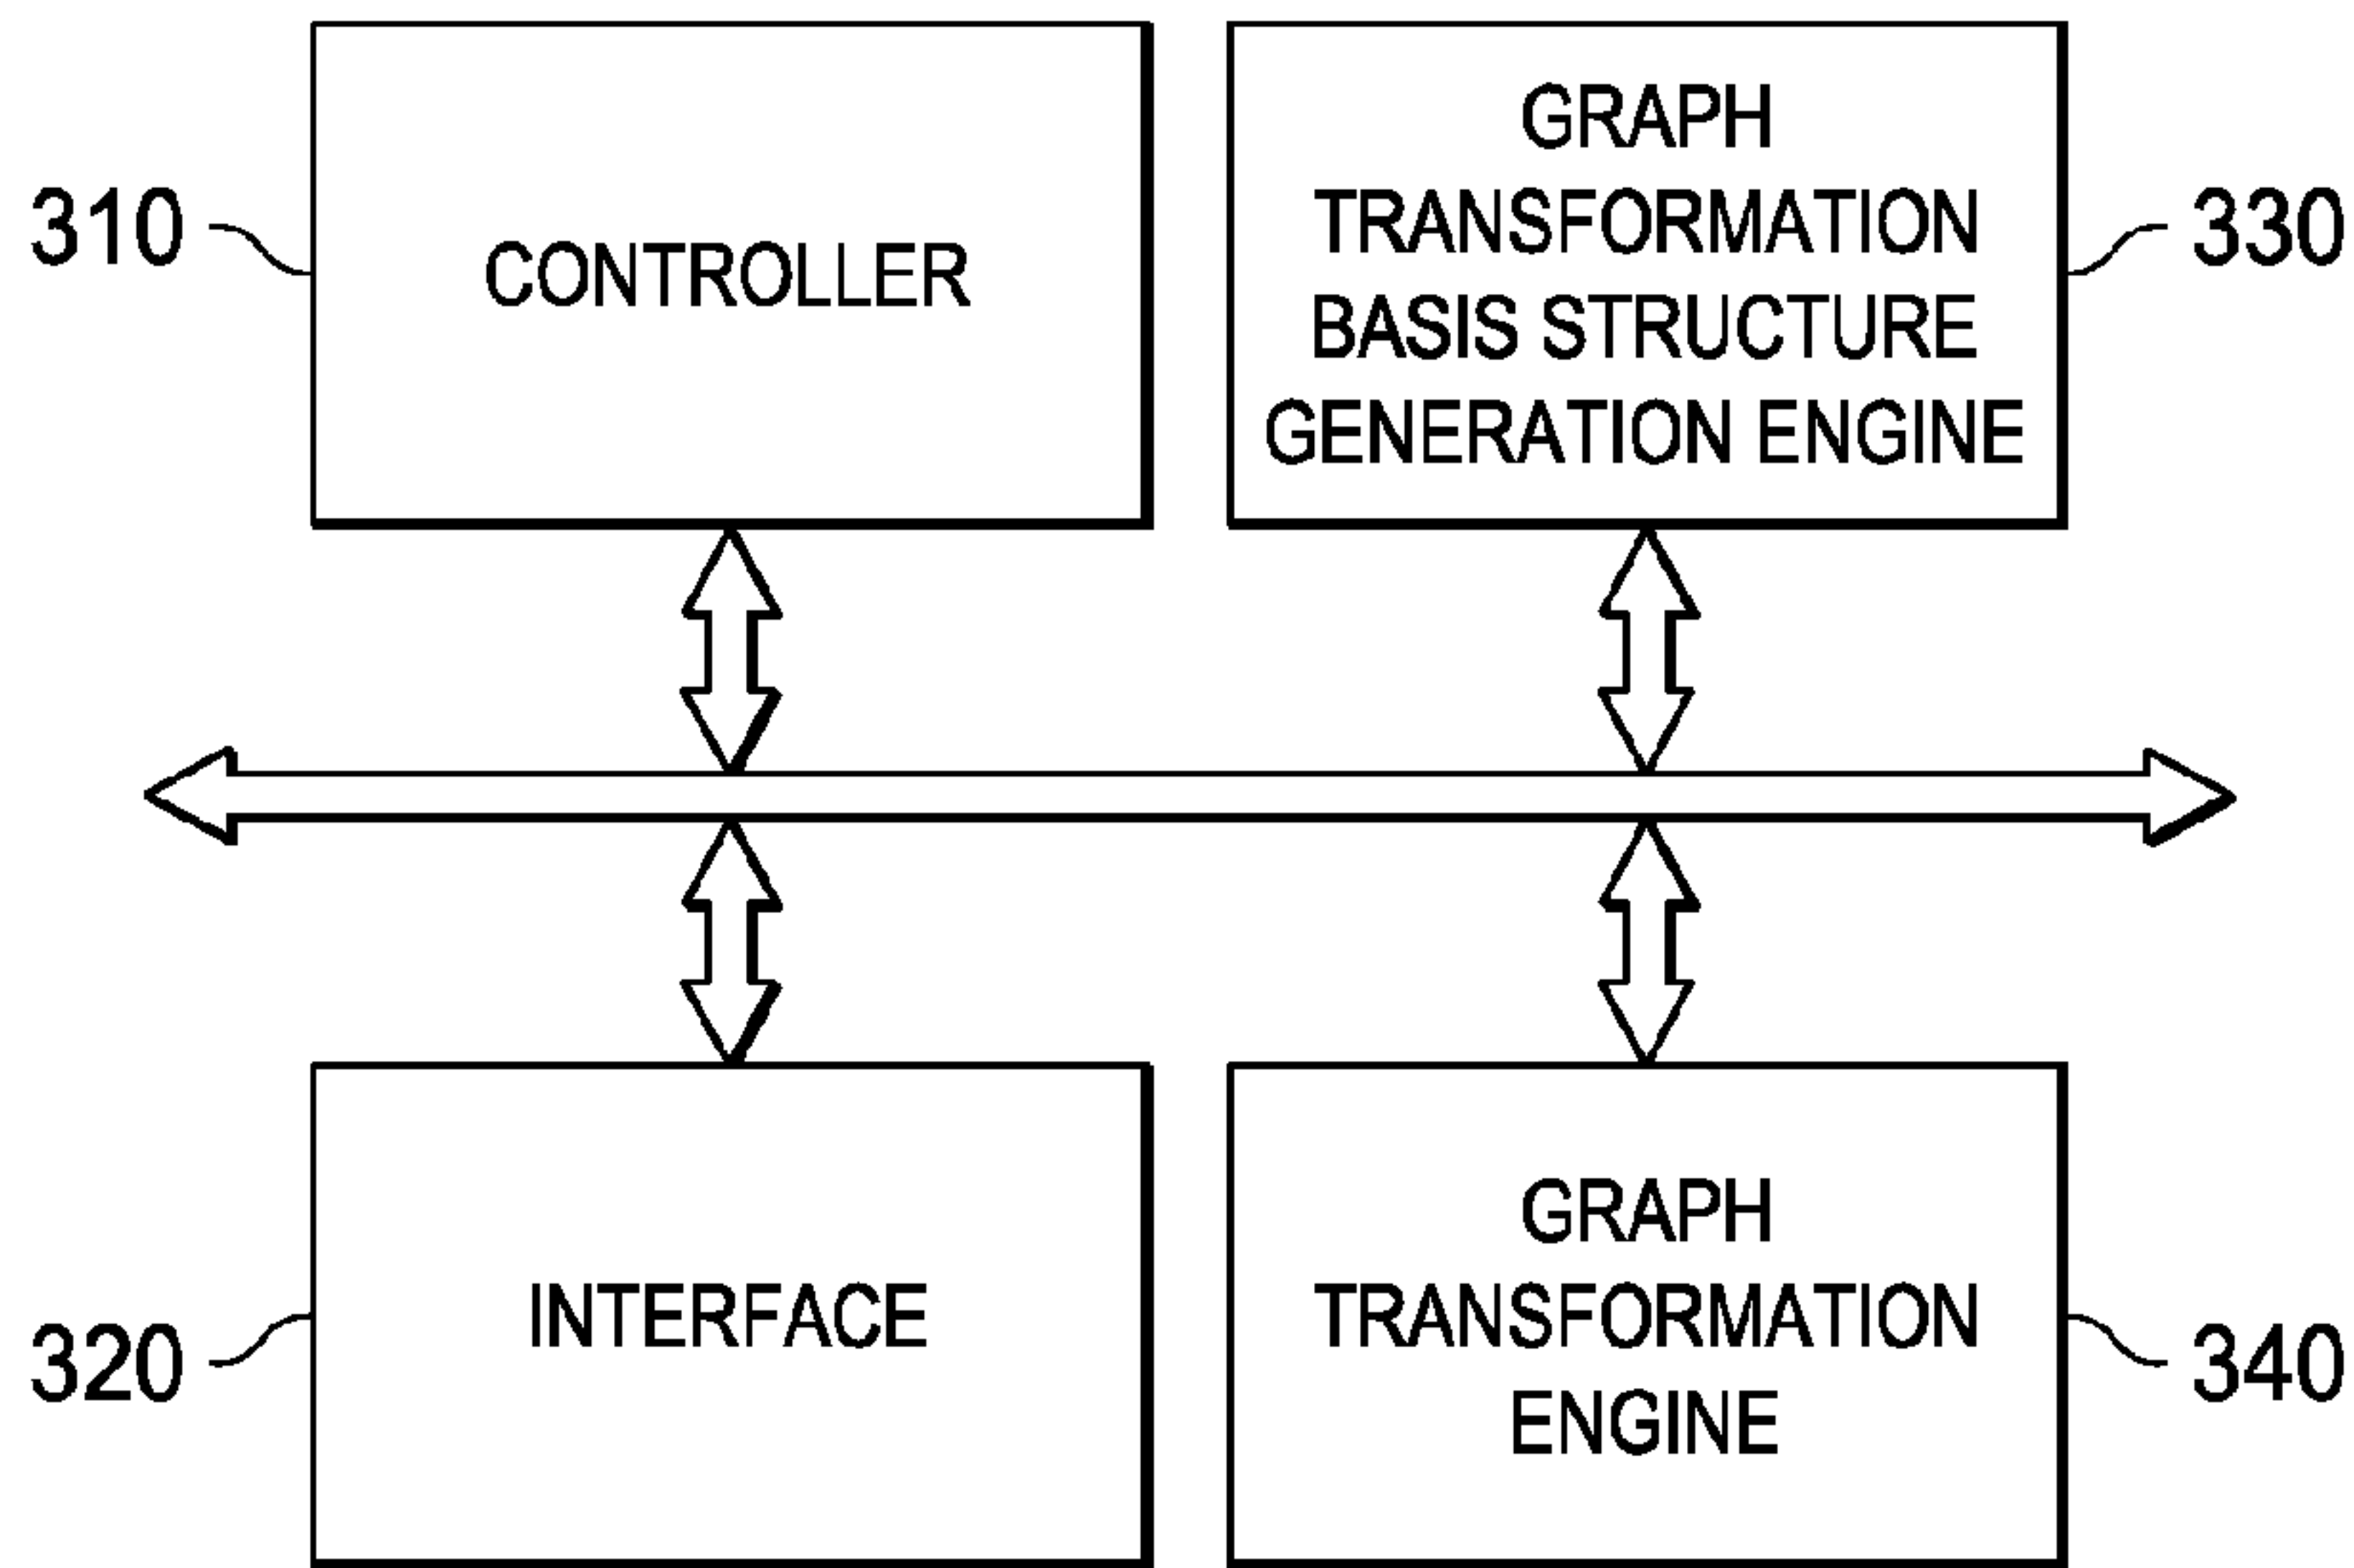 310
CONTROLLER
GRAPH
TRANSFORMATION
BASIS STRUCTURE
GENERATION ENGINE
330
320
INTERFACE
GRAPH
TRANSFORMATION
ENGINE
340